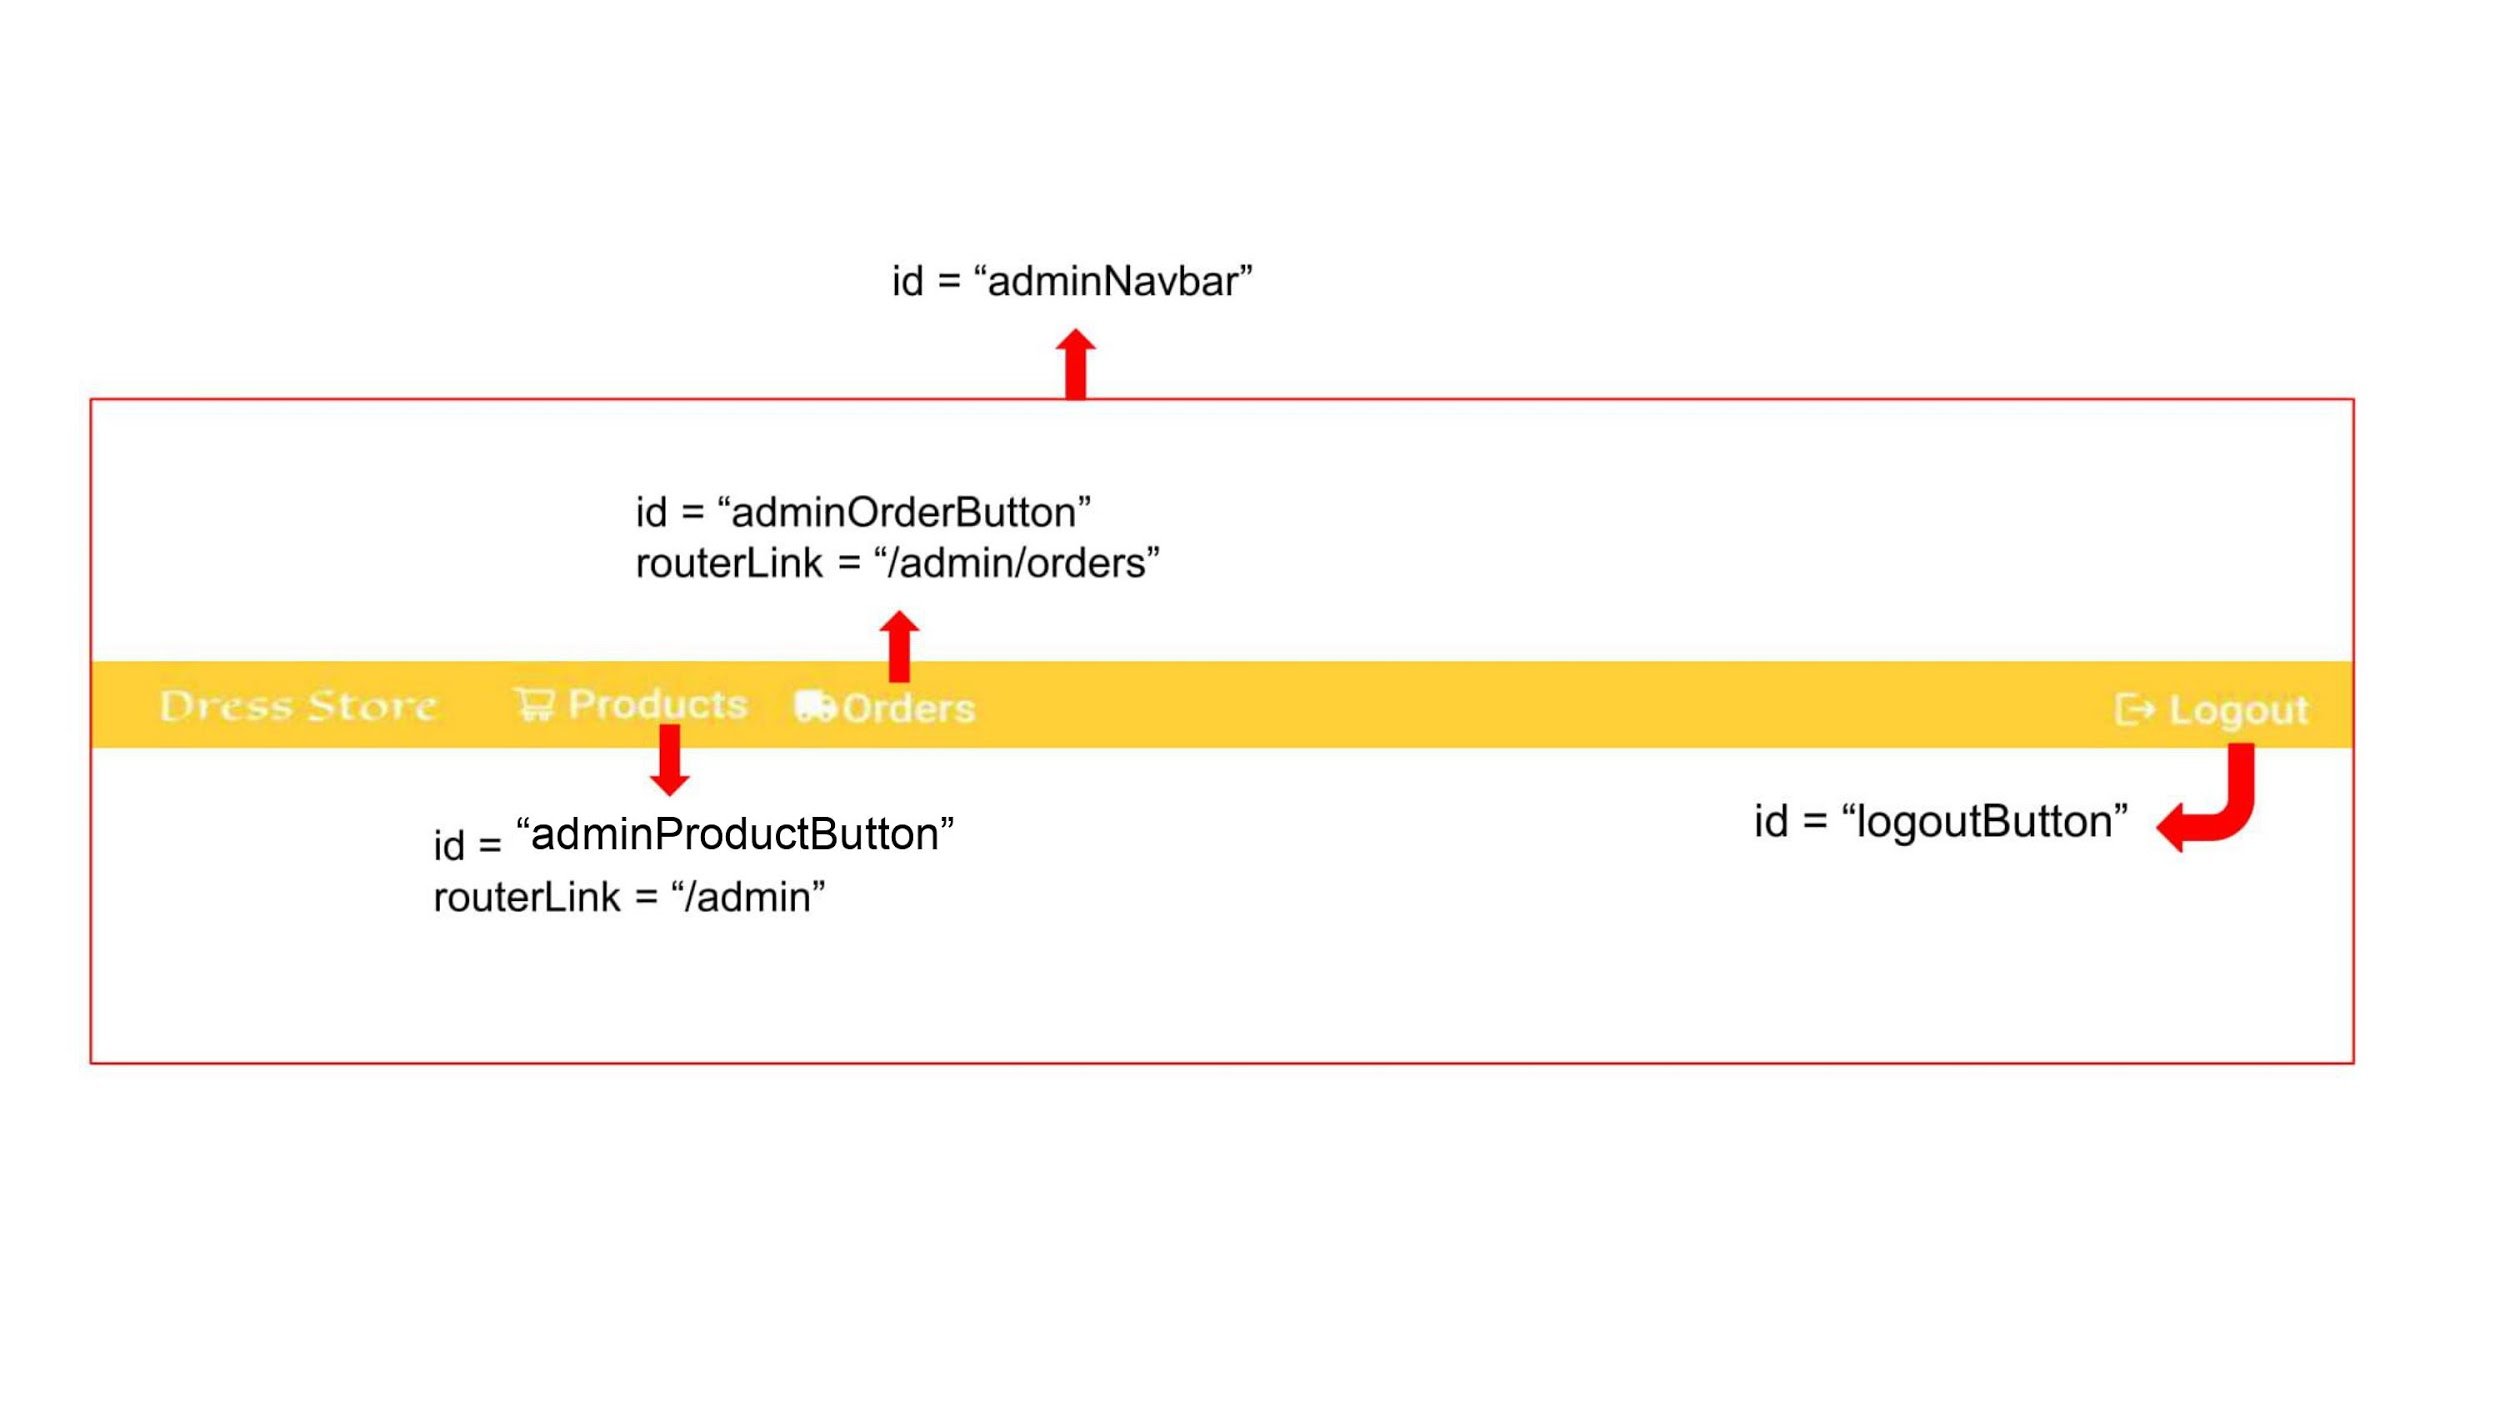 id = “adminNavbar”
id = “adminOrderButton”
routerLink = “/admin/orders”
Dress Store Products Orders Logout
id = “adminProductButton”
routerLink = “/admin”
id = “logoutButton”